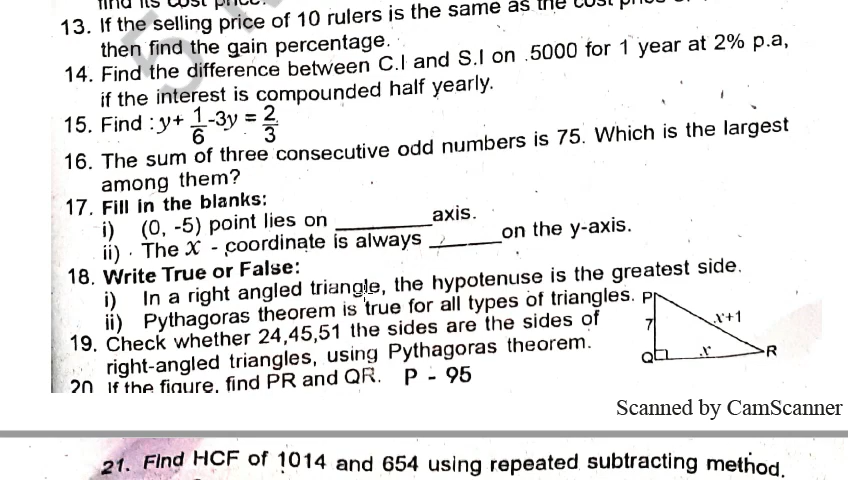 13. If the selling price of 10 rulers is the same as the
then find the gain percentage.
14. Find the difference between C.I and S.I on .5000 for 1 year at 2% p.a,
if the interest is compounded half yearly.
15. Find : y+ 1/6 -3y = 2/3
16. The sum of three consecutive odd numbers is 75. Which is the largest
among them?
17. Fill in the blanks:
i) (0, -5) point lies on ________ axis.
ii) The x - coordinate is always ______ on the y-axis.
18. Write True or False:
i) In a right angled triangle, the hypotenuse is the greatest side.
ii) Pythagoras theorem is true for all types of triangles.
19. Check whether 24,45,51 the sides are the sides of
right-angled triangles, using Pythagoras theorem.
P
7
x+1
Q
x
R
20 If the figure, find PR and QR. P - 95
Scanned by CamScanner
21. Find HCF of 1014 and 654 using repeated subtracting method.